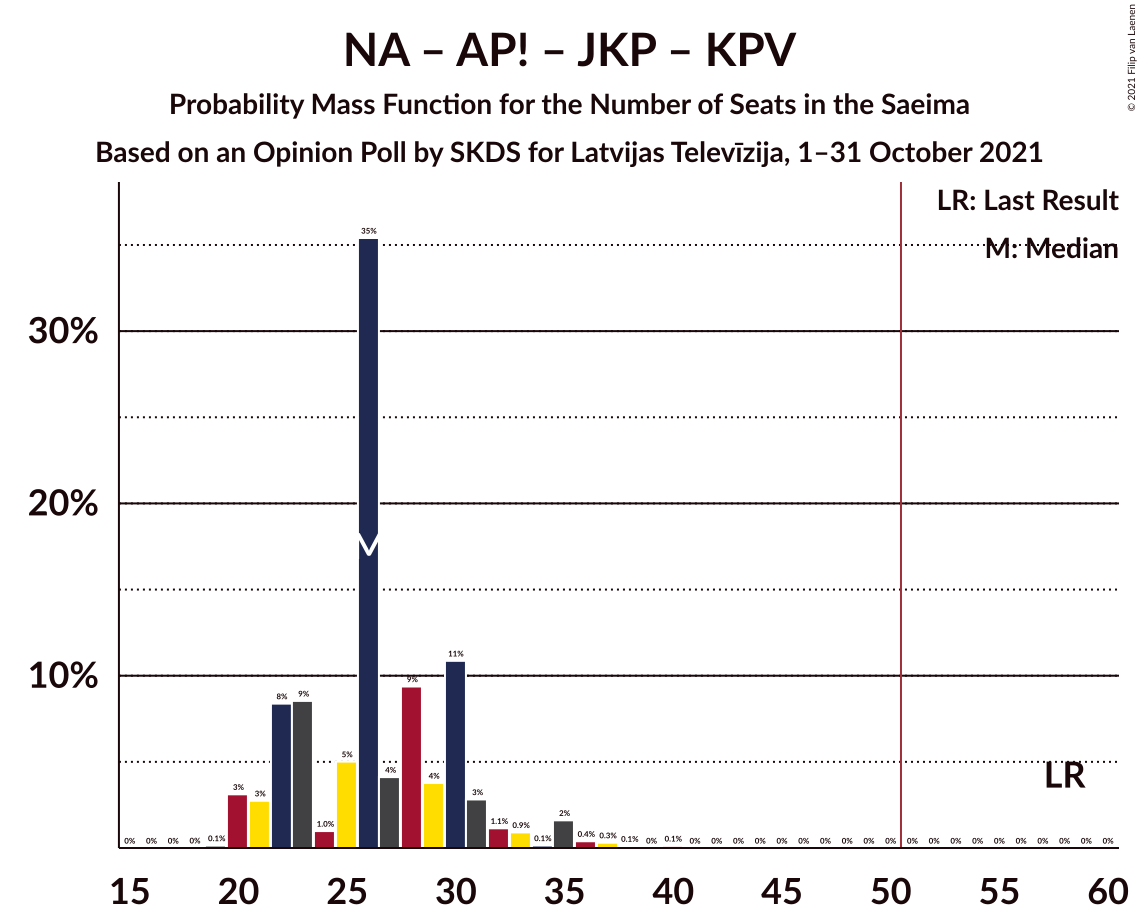 NA – AP! – JKP – KPV
Probability Mass Function for the Number of Seats in the Saeima
Based on an Opinion Poll by SKDS for Latvijas Televīzija, 1–31 October 2021
© 2021 Filip van Laenen
LR: Last Result
M: Median
35%
30%
20%
11%
10%
9%
9%
8%
5%
LR
4%
4%
3%
3%
3%
2%
1.0%
1.1%
0.9%
0% 0% 0% 0% 0.1% 0.1% 0.4% 0.3% 0.1% 0% 0.1% 0% 0% 0% 0% 0% 0% 0% 0% 0% 0% 0% 0% 0% 0% 0% 0% 0% 0% 0%
15 20 25 30 35 40 45 50 55 60